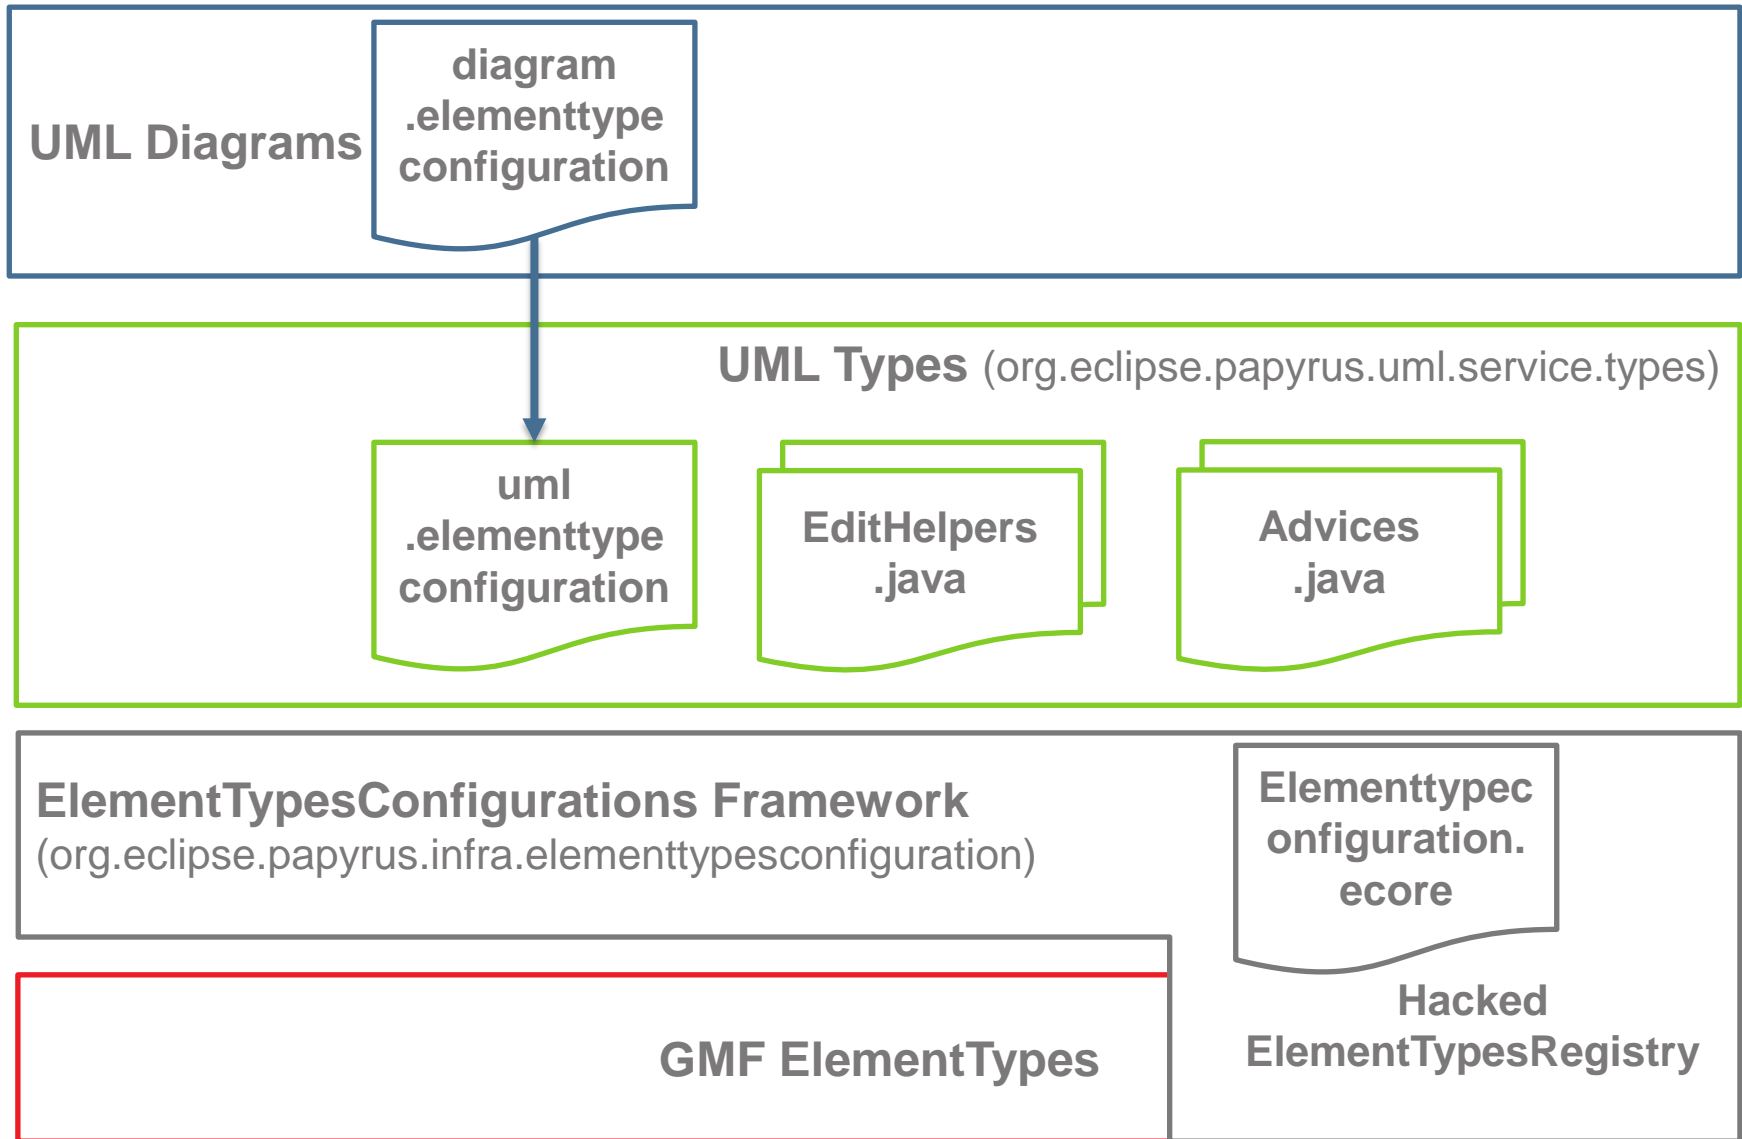 UML Diagrams
diagram
.elementtype
configuration
UML Types (org.eclipse.papyrus.uml.service.types)
uml
.elementtype
configuration
EditHelpers
.java
Advices
.java
ElementTypesConfigurations Framework
(org.eclipse.papyrus.infra.elementtypesconfiguration)
Elementtypec
onfiguration.
ecore
Hacked
ElementTypesRegistry
GMF ElementTypes